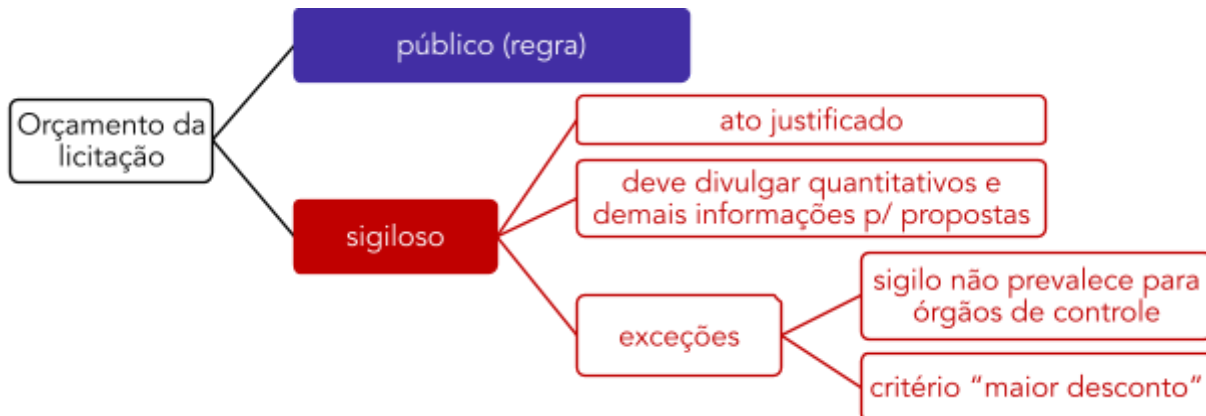 público (regra)
Orçamento da
licitação
sigiloso
ato justificado
deve divulgar quantitativos e
demais informações p/ propostas
exceções
sigilo não prevalece para
órgãos de controle
critério “maior desconto“